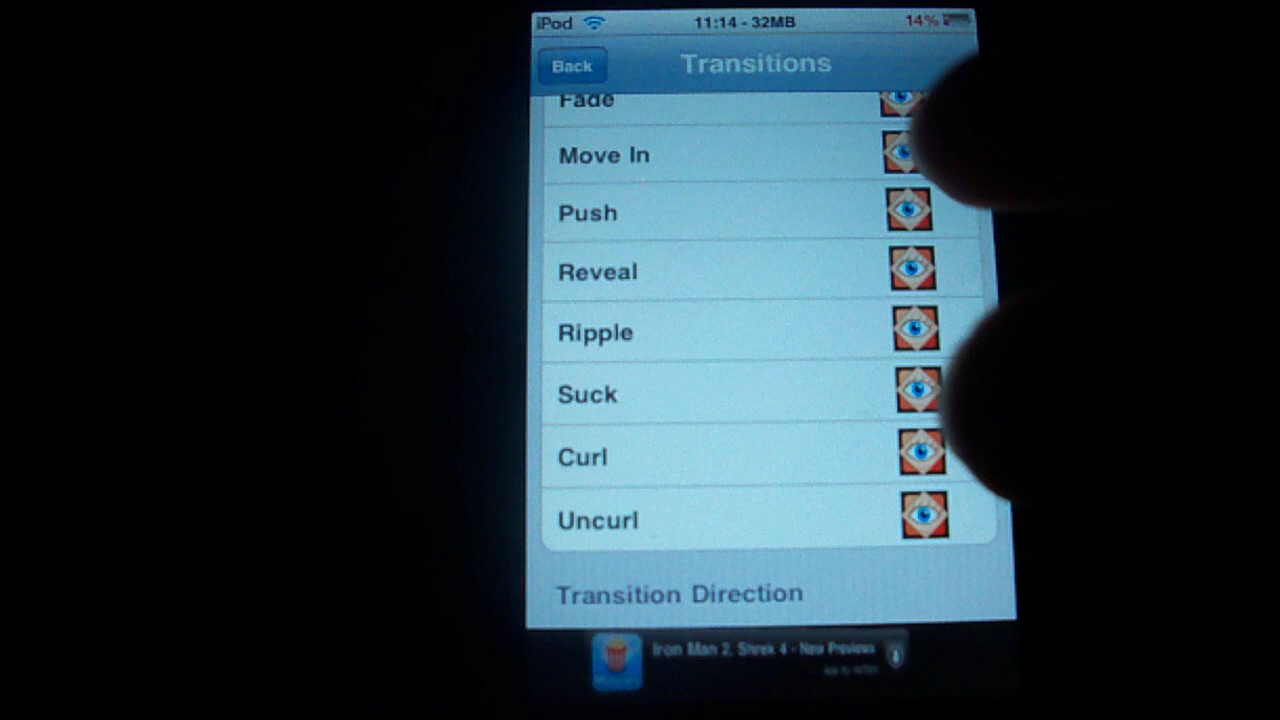 iPod 11:14 - 32MB 14%
Back Transitions
Fade
Move In
Push
Reveal
Ripple
Suck
Curl
Uncurl
Transition Direction
Iron Man 2, Shrek 4 - New Previews